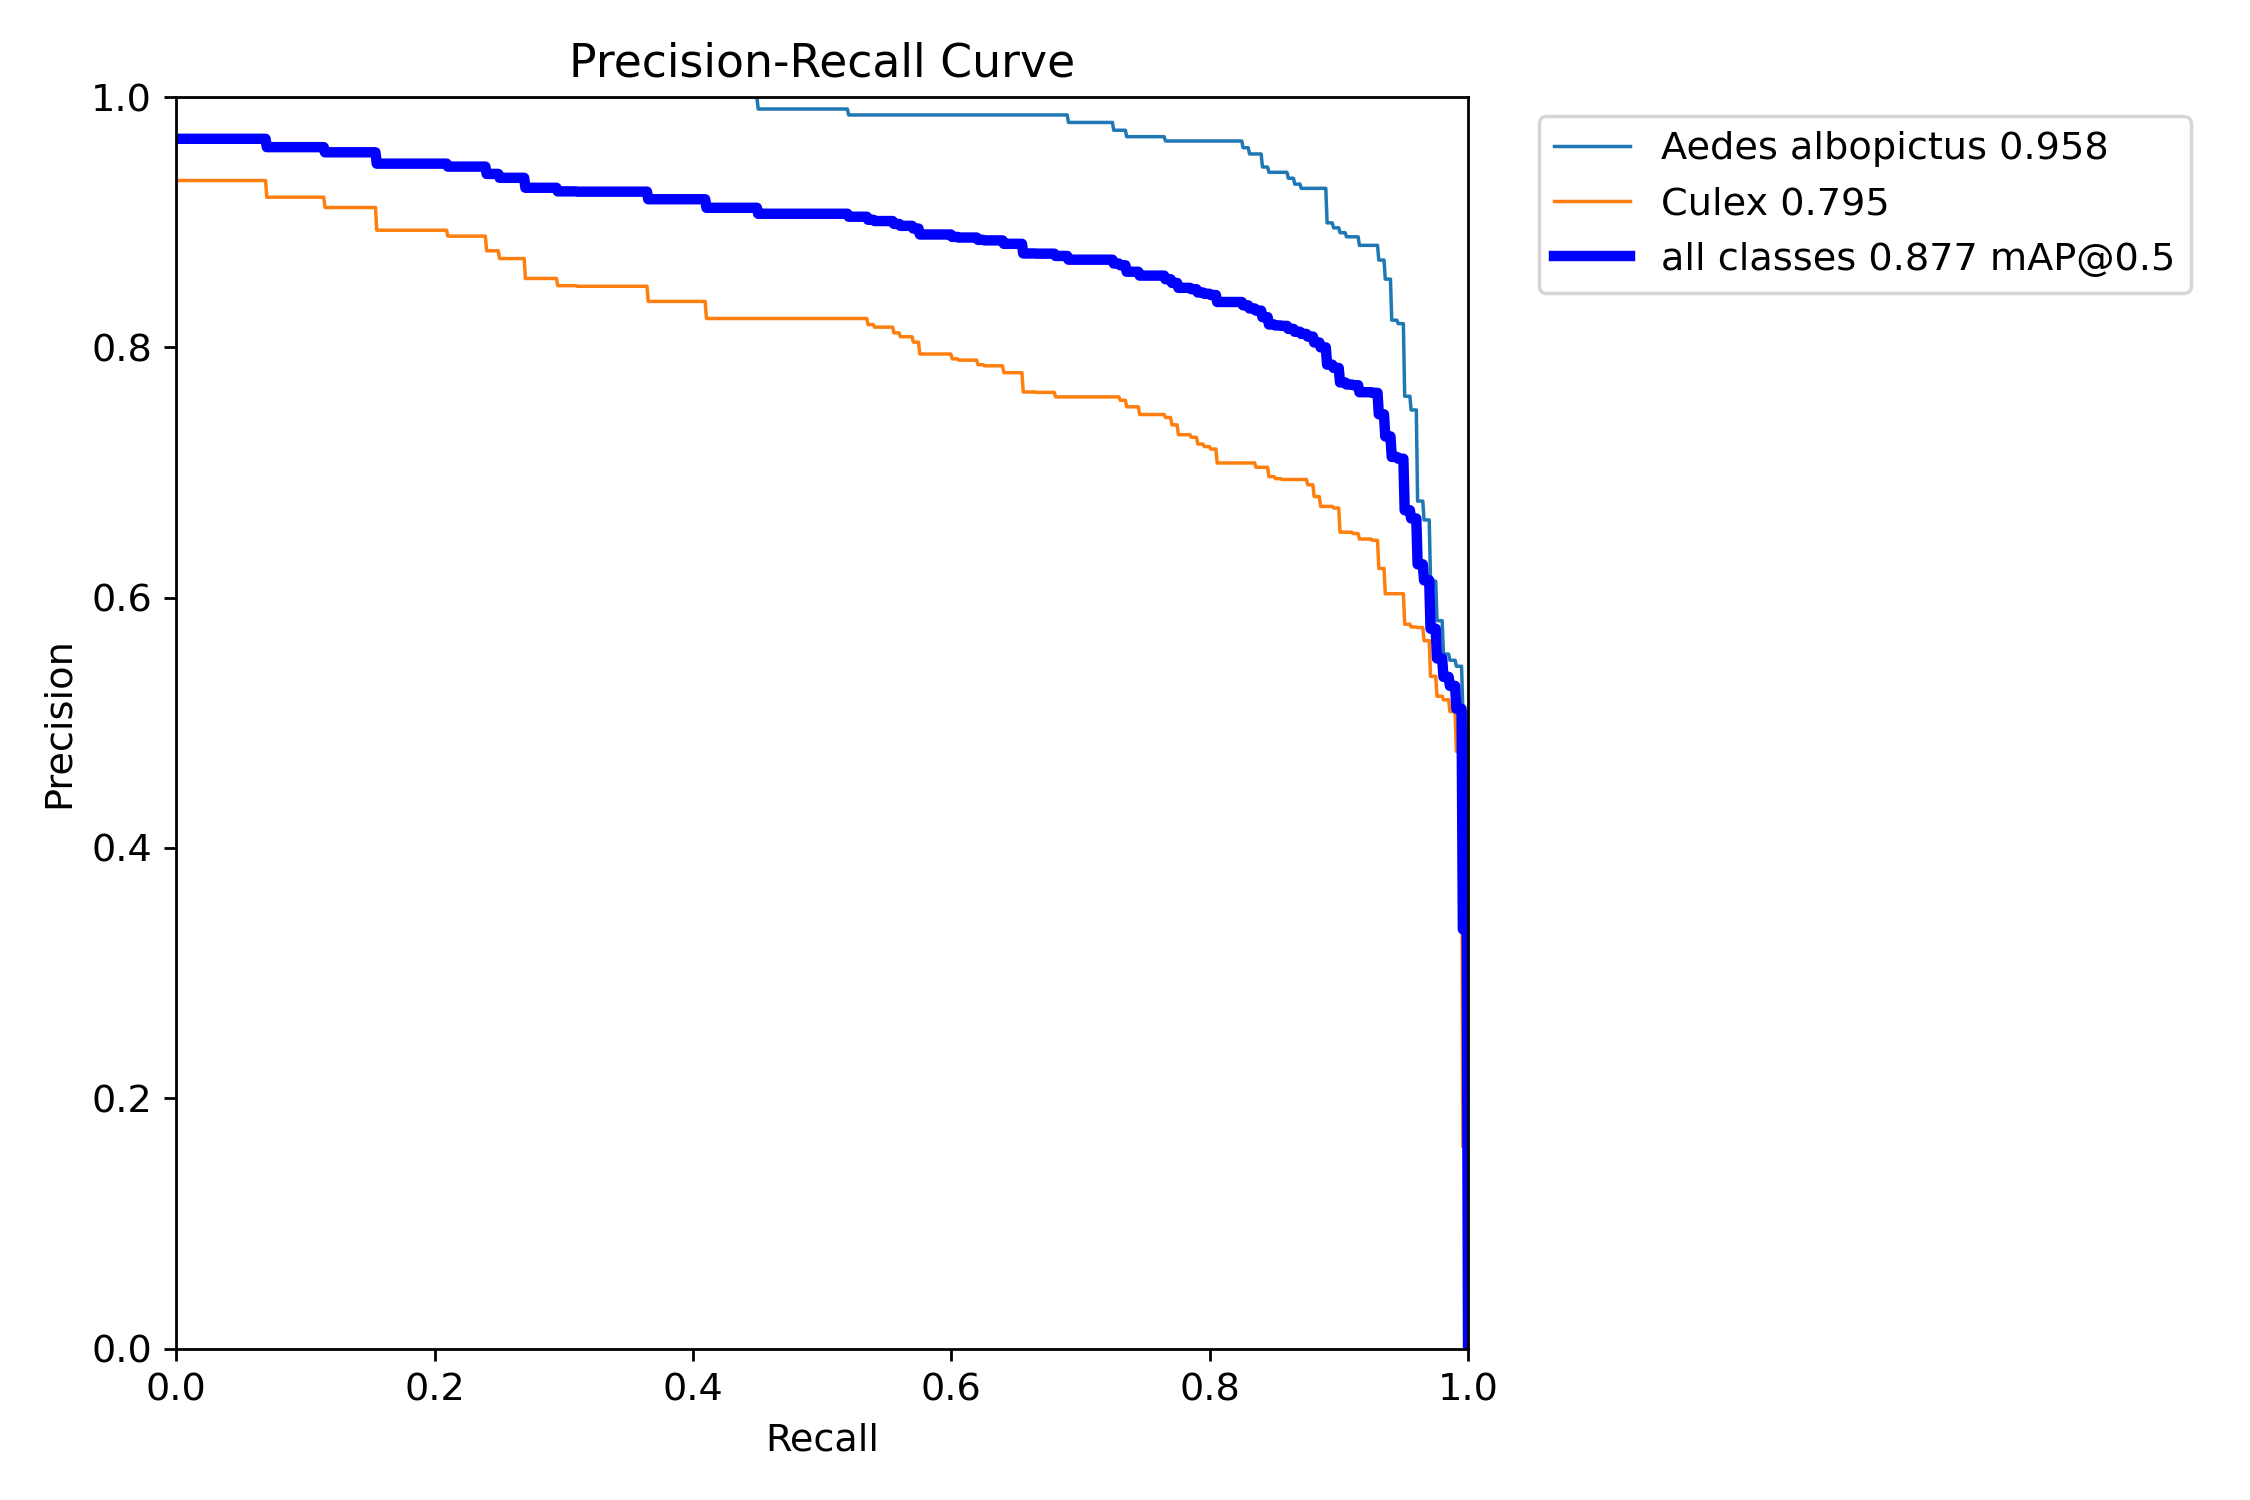 Precision-Recall Curve
1.0
0.8
0.6
0.4
0.2
0.0
Precision
0.0 0.2 0.4 0.6 0.8 1.0
Recall
Aedes albopictus 0.958
Culex 0.795
all classes 0.877 mAP@0.5